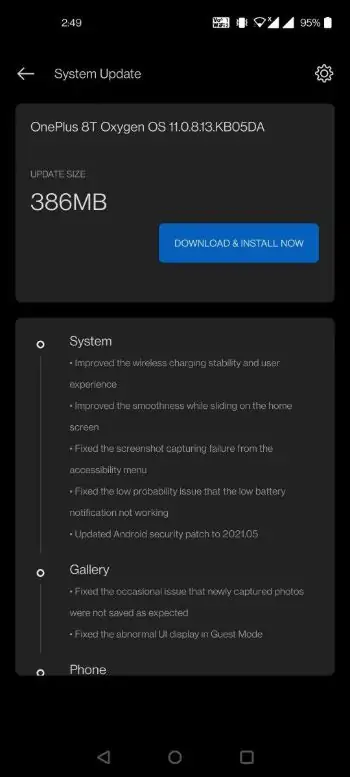 2:49 95%
System Update
OnePlus 8T Oxygen OS 11.0.8.13.KB05DA
UPDATE SIZE
386MB
DOWNLOAD & INSTALL NOW
System
• Improved the wireless charging stability and user
experience
• Improved the smoothness while sliding on the home
screen
• Fixed the screenshot capturing failure from the
accessibility menu
• Fixed the low probability issue that the low battery
notification not working
• Updated Android security patch to 2021.05
Gallery
• Fixed the occasional issue that newly captured photos
were not saved as expected
• Fixed the abnormal UI display in Guest Mode
Phone